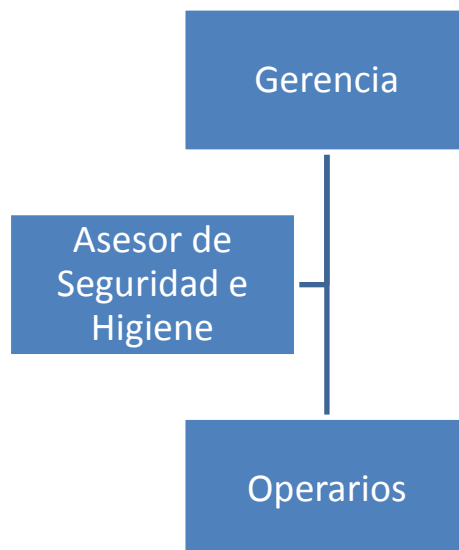 Gerencia
Asesor de
Seguridad e
Higiene
Operarios